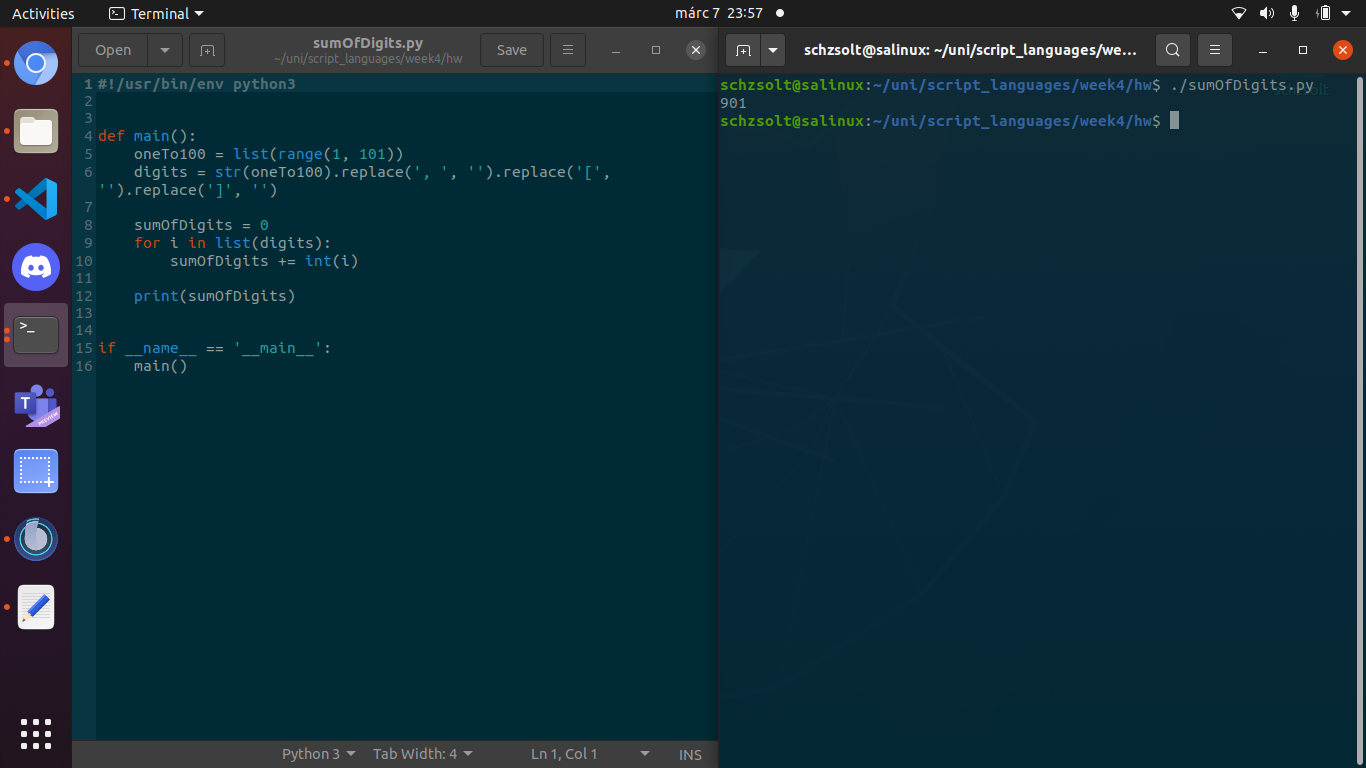 Activities
Terminal
márc 7 23:57
Open
sumOfDigits.py
~/uni/script_languages/week4/hw
Save
1 #!/usr/bin/env python3
2
3
4 def main():
5     oneTo100 = list(range(1, 101))
6     digits = str(oneTo100).replace(', ', '').replace('[',
'').replace(']', '')
7
8     sumOfDigits = 0
9     for i in list(digits):
10         sumOfDigits += int(i)
11
12     print(sumOfDigits)
13
14
15 if __name__ == '__main__':
16     main()
Python 3
Tab Width: 4
Ln 1, Col 1
INS
schzsolt@salinux: ~/uni/script_languages/we...
schzsolt@salinux:~/uni/script_languages/week4/hw$ ./sumOfDigits.py
901
schzsolt@salinux:~/uni/script_languages/week4/hw$
>_
T
PREVIEW